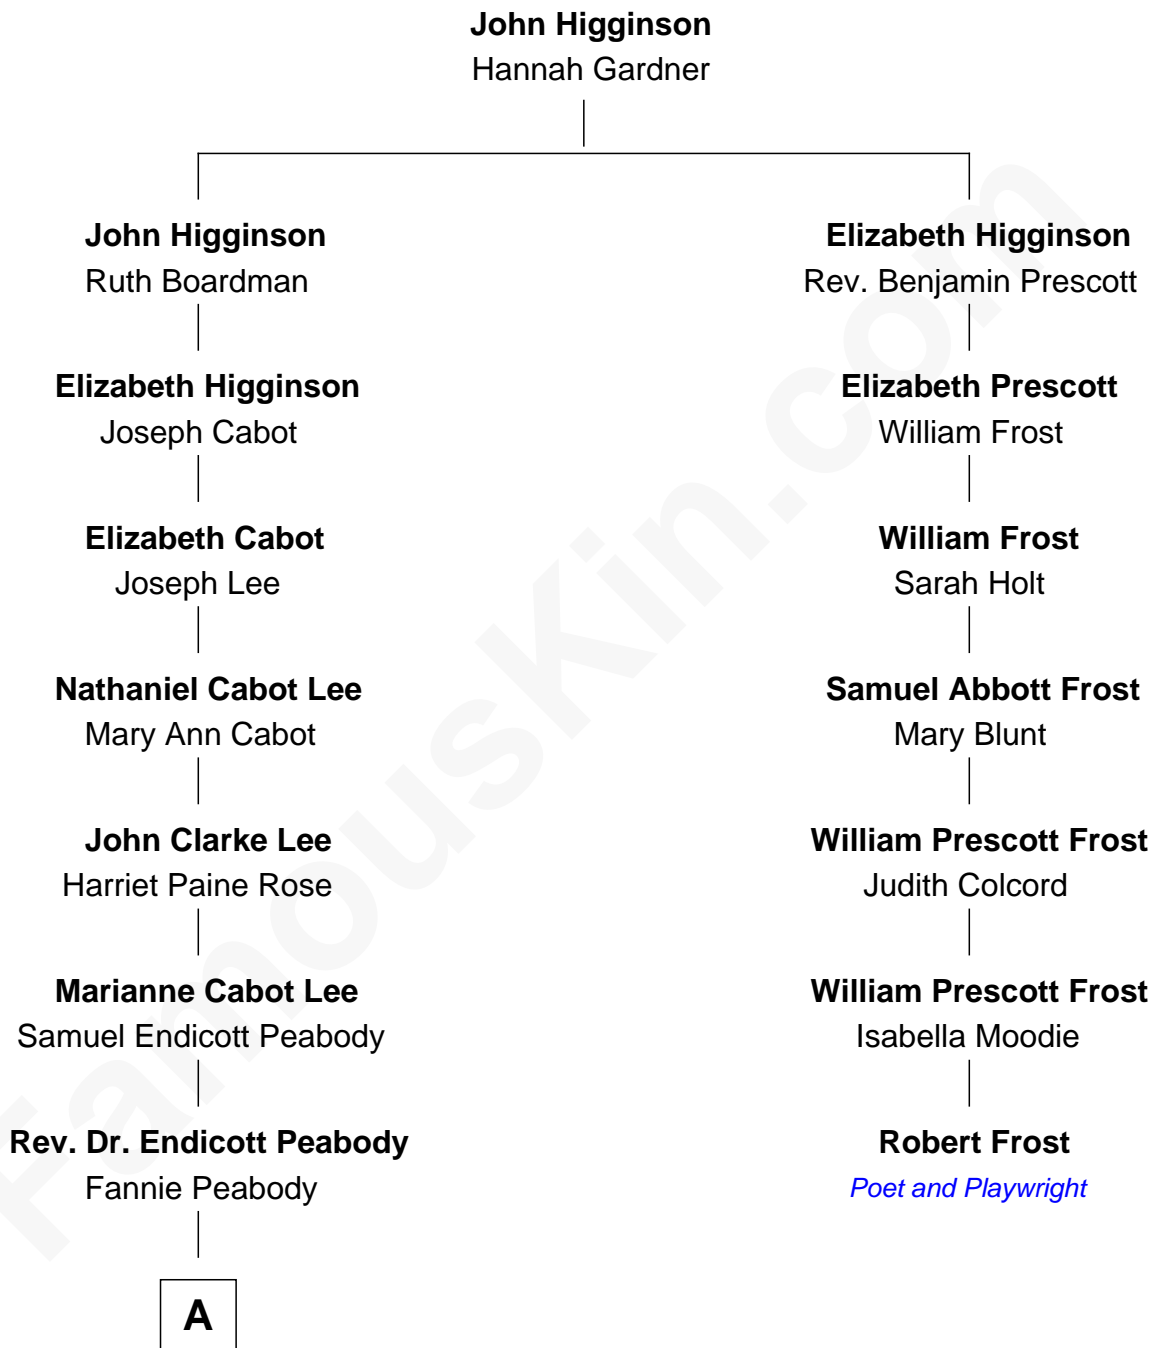 John Higginson
Hannah Gardner
John Higginson
Ruth Boardman
Elizabeth Higginson
Rev. Benjamin Prescott
Elizabeth Higginson
Joseph Cabot
Elizabeth Prescott
William Frost
Elizabeth Cabot
Joseph Lee
William Frost
Sarah Holt
Nathaniel Cabot Lee
Mary Ann Cabot
Samuel Abbott Frost
Mary Blunt
John Clarke Lee
Harriet Paine Rose
William Prescott Frost
Judith Colcord
Marianne Cabot Lee
Samuel Endicott Peabody
William Prescott Frost
Isabella Moodie
Rev. Dr. Endicott Peabody
Fannie Peabody
Robert Frost
Poet and Playwright
A
FamousKin.com